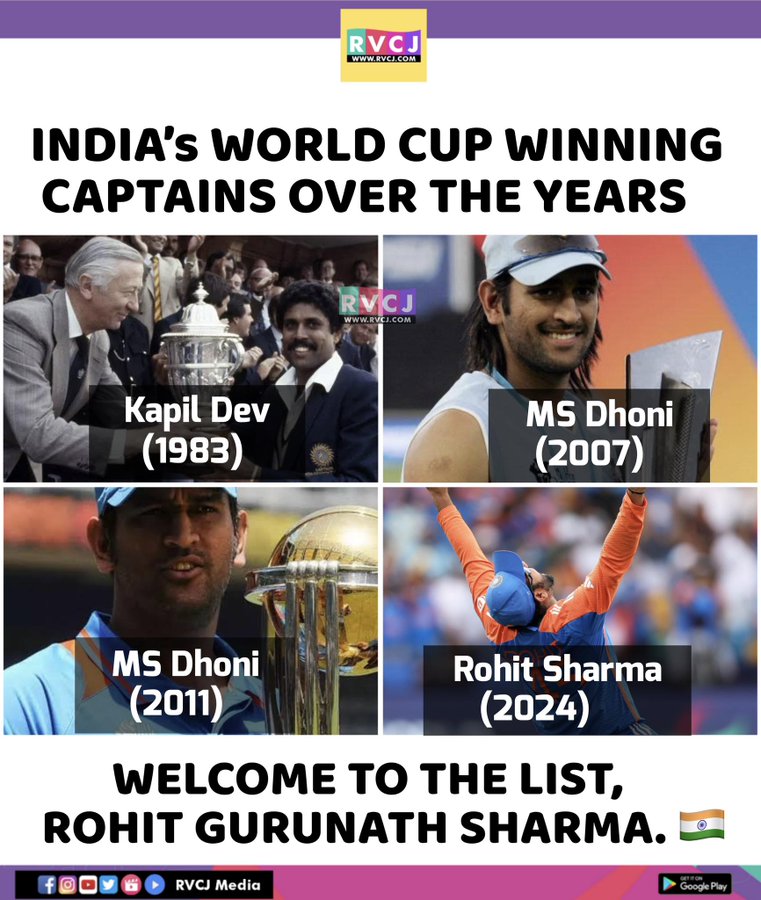 RVCJ
WWW.RVCJ.COM
INDIA's WORLD CUP WINNING
CAPTAINS OVER THE YEARS
RVCJ
WWW.RVCJ.COM
Kapil Dev
(1983)
MS Dhoni
(2007)
MS Dhoni
(2011)
Rohit Sharma
(2024)
WELCOME TO THE LIST,
ROHIT GURUNATH SHARMA. 🇮🇳
RVCJ Media
GET IT ON
Google Play